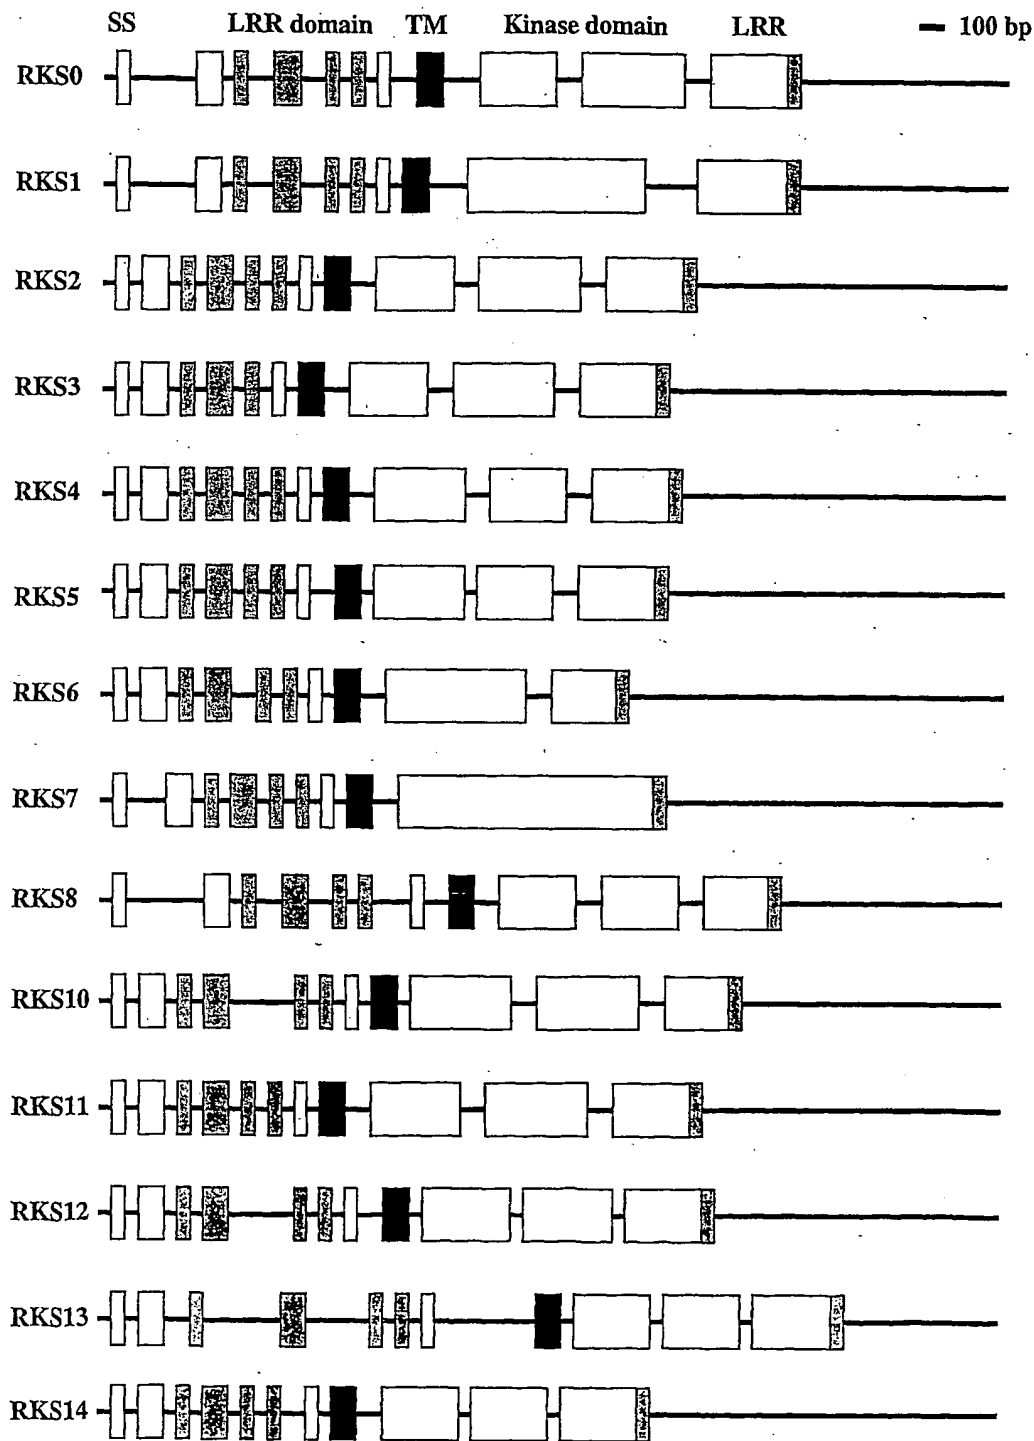 SS LRR domain TM Kinase domain LRR 100 bp
RKS0
RKS1
RKS2
RKS3
RKS4
RKS5
RKS6
RKS7
RKS8
RKS10
RKS11
RKS12
RKS13
RKS14